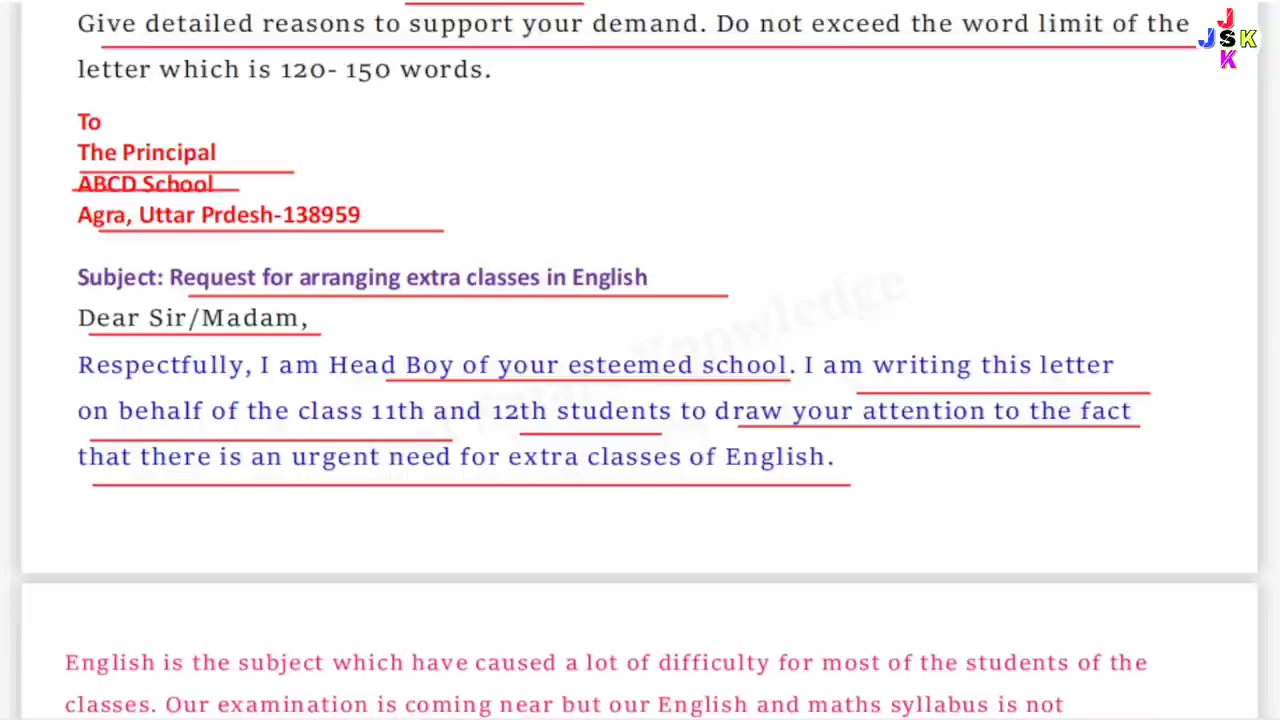 Give detailed reasons to support your demand. Do not exceed the word limit of the
letter which is 120- 150 words.
J
J S K
K
To
The Principal
ABCD School
Agra, Uttar Prdesh-138959
Subject: Request for arranging extra classes in English
Dear Sir/Madam,
Respectfully, I am Head Boy of your esteemed school. I am writing this letter
on behalf of the class 11th and 12th students to draw your attention to the fact
that there is an urgent need for extra classes of English.
Knowledge
English is the subject which have caused a lot of difficulty for most of the students of the
classes. Our examination is coming near but our English and maths syllabus is not